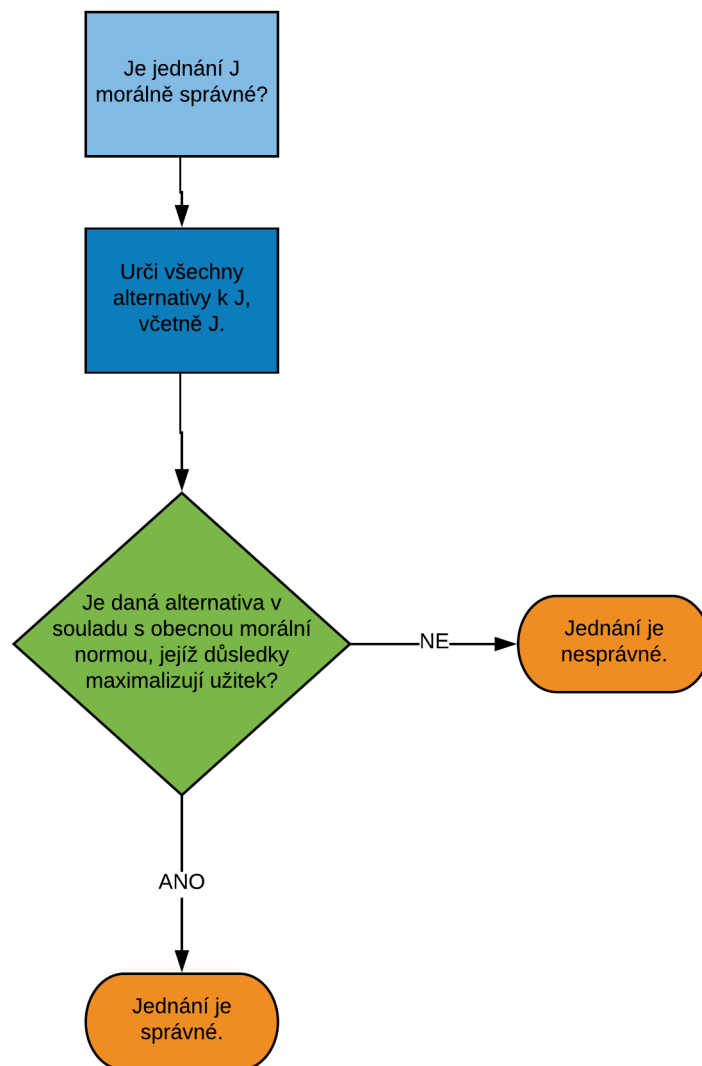 Je jednání J
morálně správné?
Urči všechny
alternativy k J,
včetně J.
Je daná alternativa v
souladu s obecnou morální
normou, jejíž důsledky
maximalizují užitek?
NE
Jednání je
nesprávné.
ANO
Jednání je
správné.